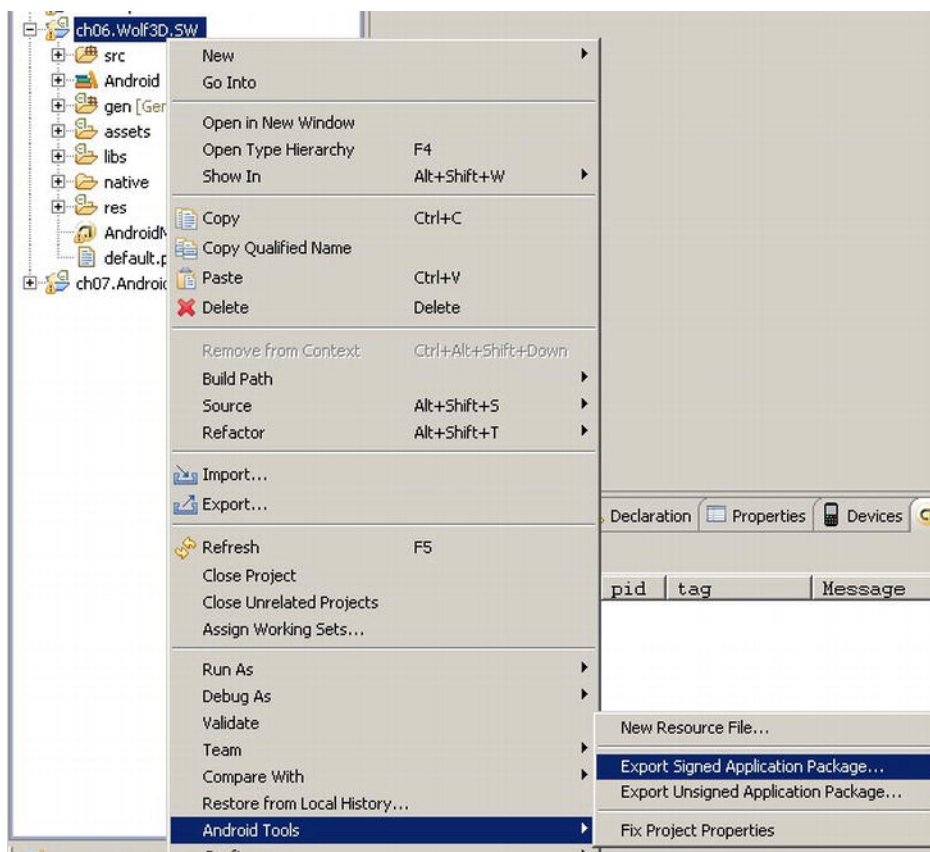 ch06.Wolf3D.SW
src
Android
gen [Ger
assets
libs
native
res
AndroidM
default.p
ch07.Androic
New
Go Into
Open in New Window
Open Type Hierarchy F4
Show In Alt+Shift+W
Copy Ctrl+C
Copy Qualified Name
Paste Ctrl+V
Delete Delete
Remove from Context Ctrl+Alt+Shift+Down
Build Path
Source Alt+Shift+S
Refactor Alt+Shift+T
Import...
Export...
Refresh F5
Close Project
Close Unrelated Projects
Assign Working Sets...
Run As
Debug As
Validate
Team
Compare With
Restore from Local History...
Android Tools
Declaration Properties Devices
pid tag Message
New Resource File...
Export Signed Application Package...
Export Unsigned Application Package...
Fix Project Properties